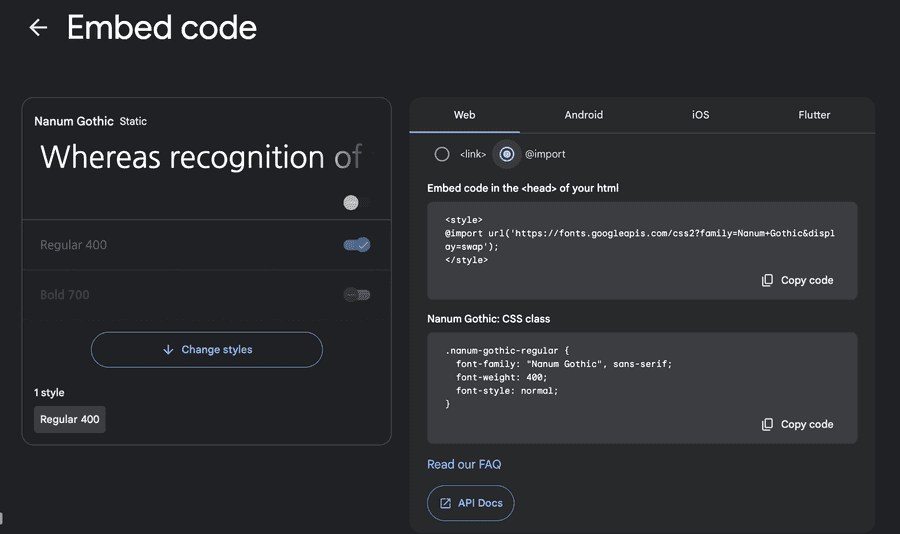 Embed code
Nanum Gothic Static
Whereas recognition of
Regular 400
Bold 700
Change styles
1 style
Regular 400
Web Android iOS Flutter
<link> @import
Embed code in the <head> of your html
<style>
@import url('https://fonts.googleapis.com/css2?family=Nanum+Gothic&displ
ay=swap');
</style>
Copy code
Nanum Gothic: CSS class
.nanum-gothic-regular {
font-family: "Nanum Gothic", sans-serif;
font-weight: 400;
font-style: normal;
}
Copy code
Read our FAQ
API Docs